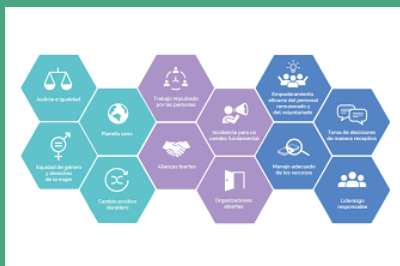 Justicia e igualdad
Planeta sano
Equidad de género
y derechos
de la mujer
Cambio positivo
duradero
Trabajo impulsado
por las personas
Incidencia para un
cambio fundamental
Alianzas fuertes
Organizaciones
abiertas
Empoderamiento,
eficacia del personal
remunerado y
del voluntariado
Toma de decisiones
de manera receptiva
Manejo adecuado
de los recursos
Liderazgo
responsable